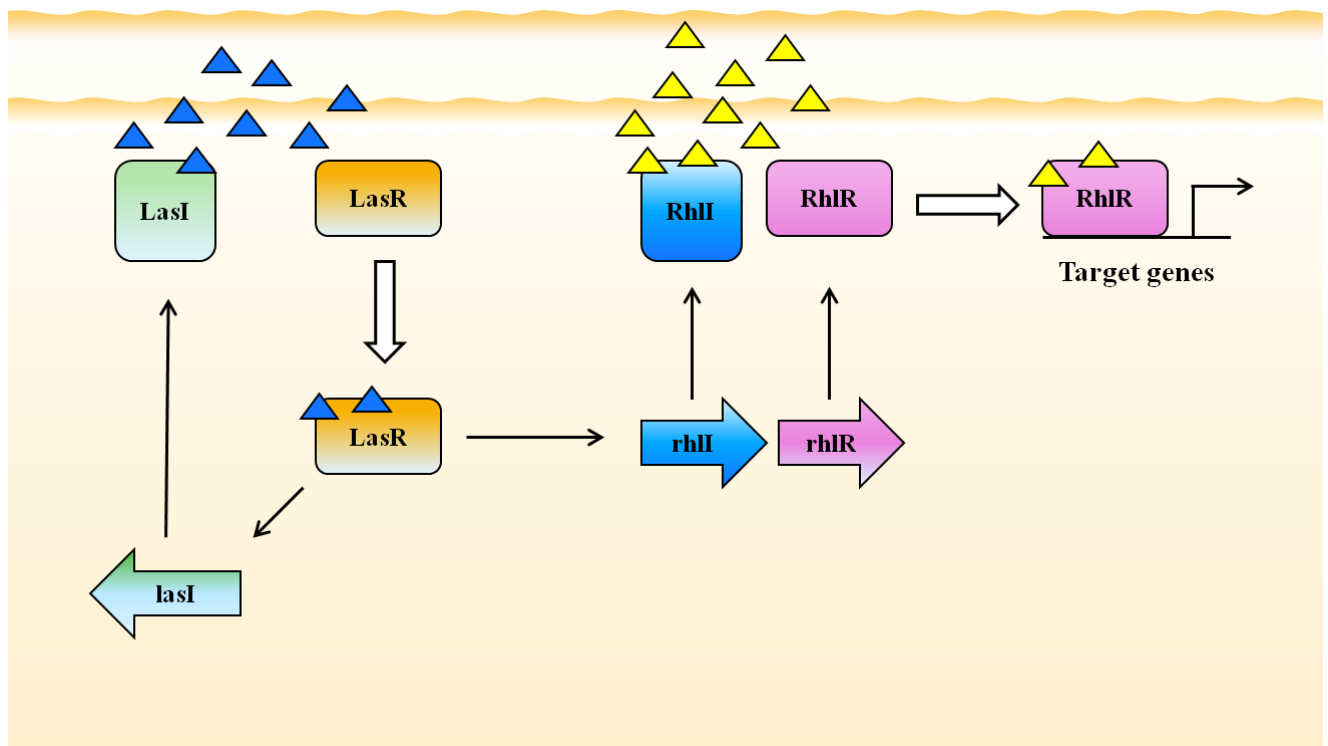 LasI
LasR
RhlI
RhlR
RhlR
Target genes
LasR
rhlI
rhlR
lasI